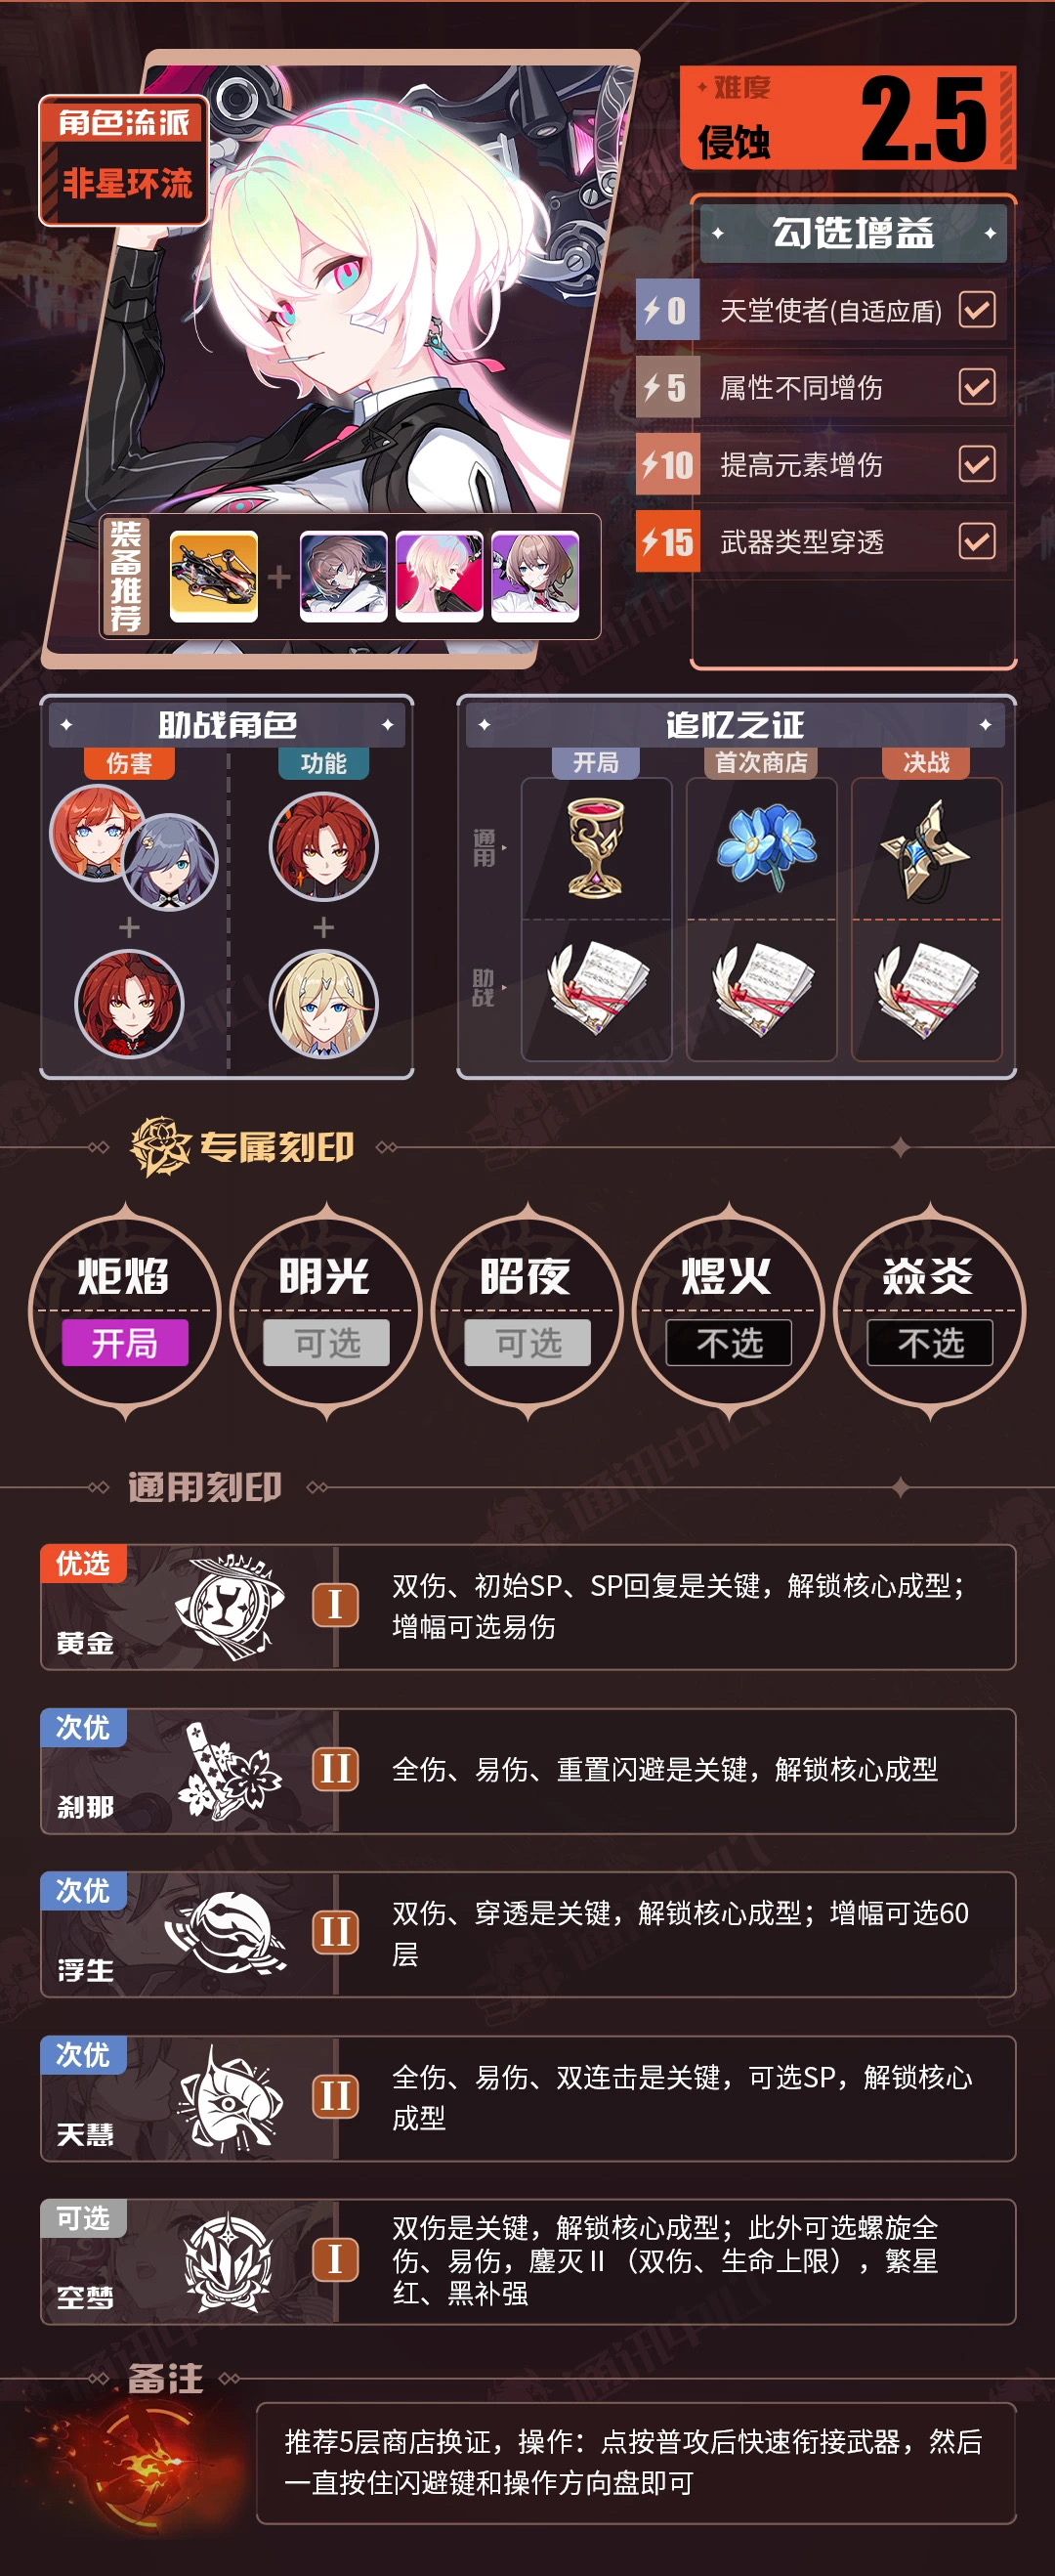 角色流派
非星环流
难度
侵蚀
2.5
勾选增益
0
天堂使者(自适应盾)
5
属性不同增伤
10
提高元素增伤
15
武器类型穿透
装备推荐
助战角色
伤害
功能
追忆之证
开局
首次商店
决战
通用
助战
专属刻印
炬焰
开局
明光
可选
昭夜
可选
煜火
不选
焱炎
不选
通用刻印
优选
黄金
I
双伤、初始SP、SP回复是关键，解锁核心成型；
增幅可选易伤
次优
刹那
II
全伤、易伤、重置闪避是关键，解锁核心成型
次优
浮生
II
双伤、穿透是关键，解锁核心成型；增幅可选60
层
次优
天慧
II
全伤、易伤、双连击是关键，可选SP，解锁核心
成型
可选
空梦
I
双伤是关键，解锁核心成型；此外可选螺旋全
伤、易伤，鏖灭Ⅱ（双伤、生命上限），繁星
红、黑补强
备注
推荐5层商店换证，操作：点按普攻后快速衔接武器，然后
一直按住闪避键和操作方向盘即可
通讯中心